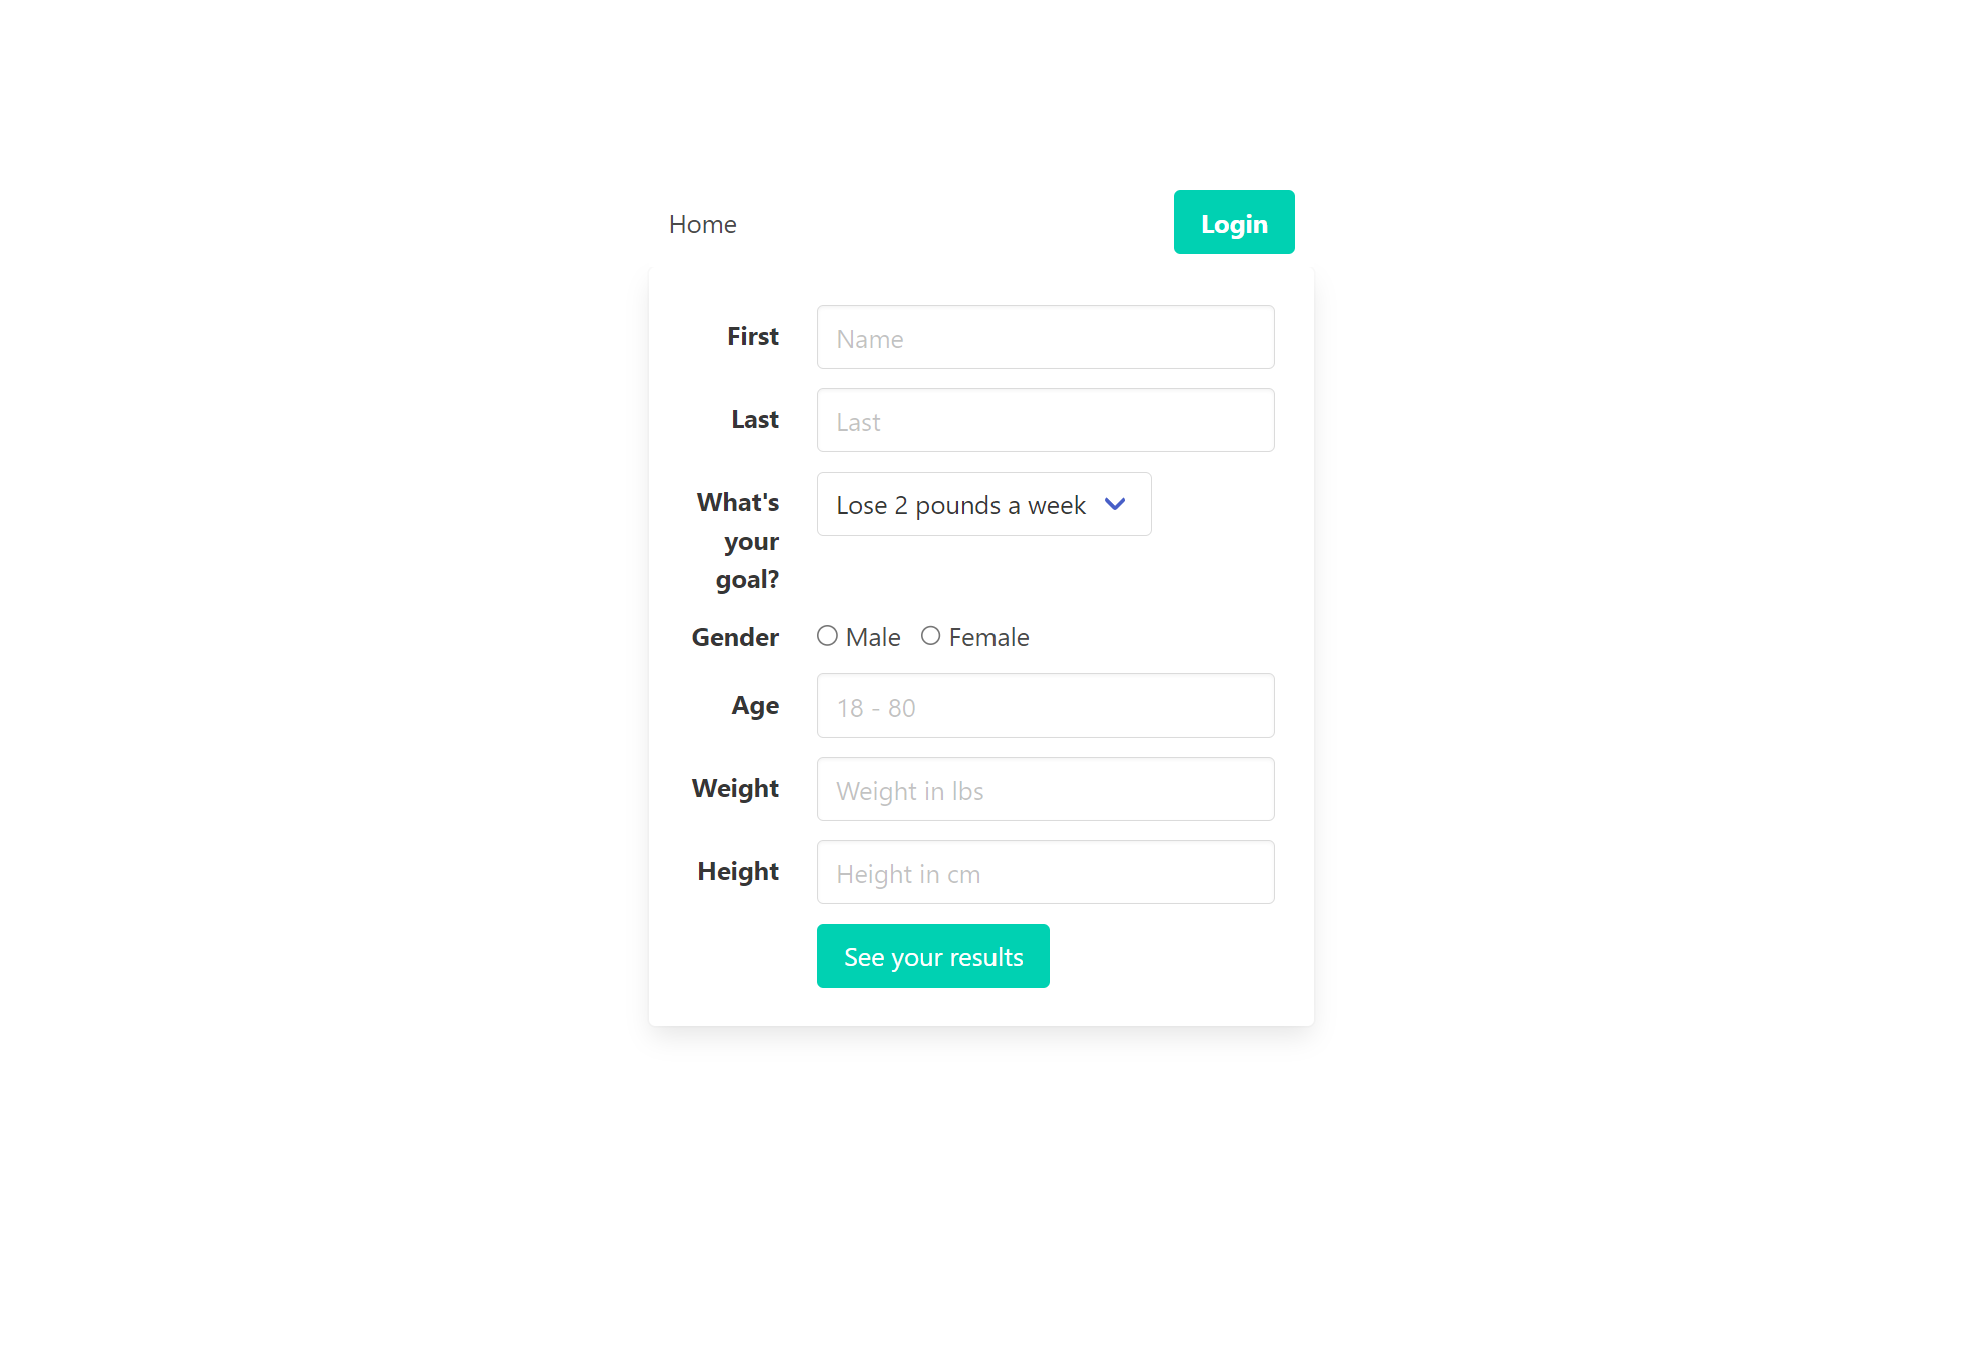 Home
Login
First
Name
Last
Last
What's
your
goal?
Lose 2 pounds a week
Gender
Male
Female
Age
18 - 80
Weight
Weight in lbs
Height
Height in cm
See your results